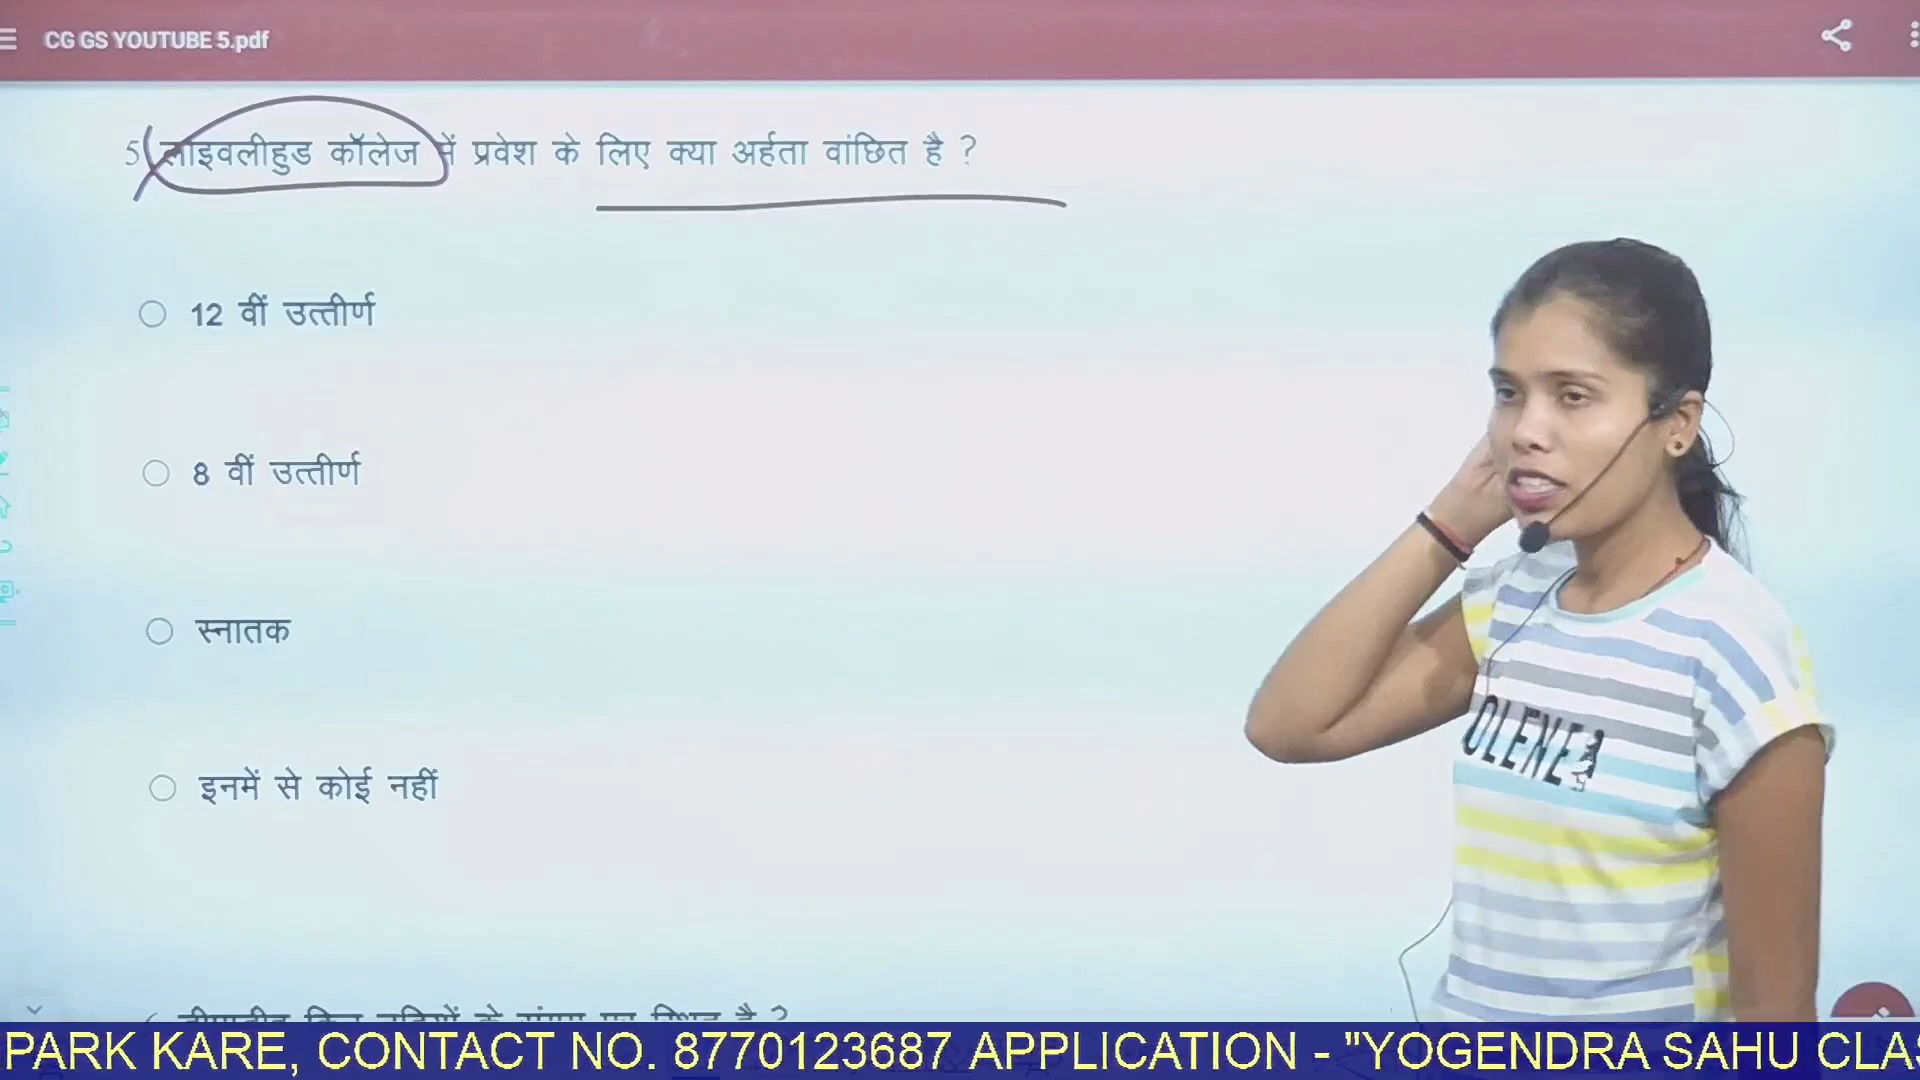 CG GS YOUTUBE 5.pdf
5 लाइवलीहुड कॉलेज में प्रवेश के लिए क्या अर्हता वांछित है ?
12 वीं उत्तीर्ण
8 वीं उत्तीर्ण
स्नातक
इनमें से कोई नहीं
PARK KARE, CONTACT NO. 8770123687 APPLICATION - "YOGENDRA SAHU CLAS
OLENE